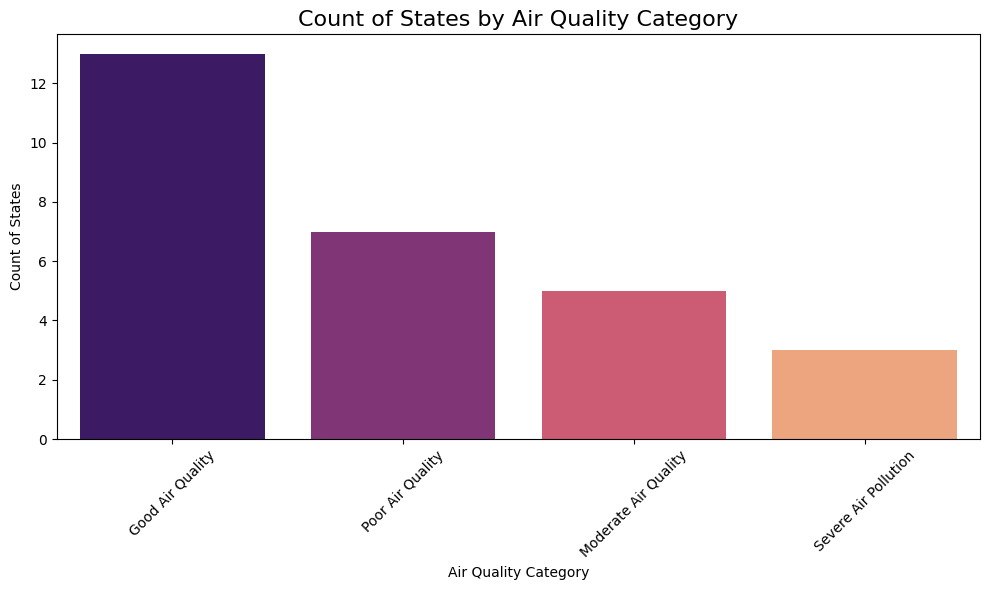 Count of States by Air Quality Category
Count of States
12
10
8
6
4
2
0
Good Air Quality
Poor Air Quality
Moderate Air Quality
Severe Air Pollution
Air Quality Category